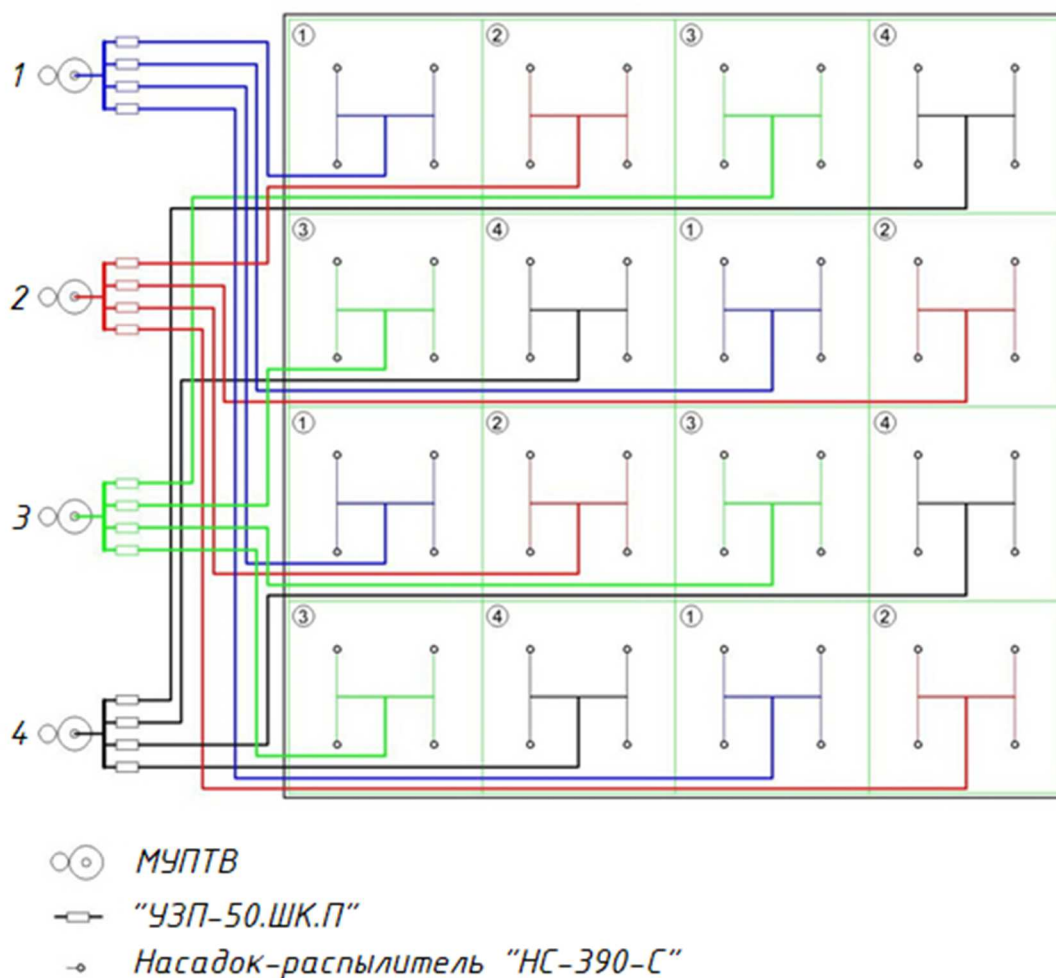 1 ① ② ③ ④
2 ③ ④ ① ②
3 ① ② ③ ④
4 ③ ④ ① ②
МУПТВ
"УЗП-50.ШК.П"
Насадок-распылитель "НС-390-С"